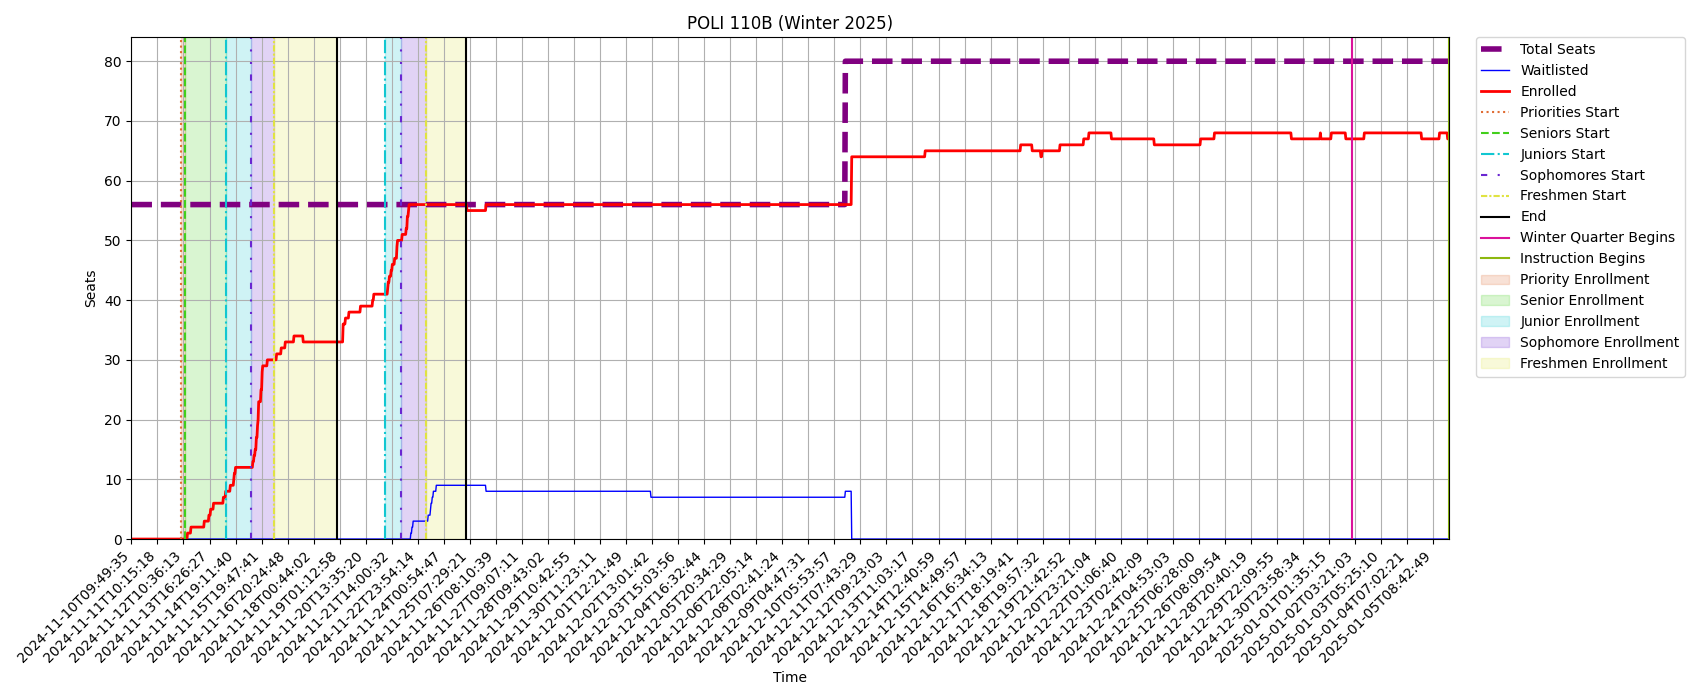 POLI 110B (Winter 2025)
Seats
80
70
60
50
40
30
20
10
0
2024-11-10T09:49:35
2024-11-11T10:15:18
2024-11-12T10:36:13
2024-11-13T16:26:27
2024-11-14T19:11:40
2024-11-15T19:47:41
2024-11-16T20:24:48
2024-11-18T00:44:02
2024-11-19T01:12:58
2024-11-20T13:35:20
2024-11-21T14:00:32
2024-11-22T23:54:14
2024-11-24T00:54:47
2024-11-25T07:29:21
2024-11-26T08:10:39
2024-11-27T09:07:11
2024-11-28T09:43:02
2024-11-29T10:42:55
2024-11-30T11:23:11
2024-12-01T12:21:49
2024-12-02T13:01:42
2024-12-03T15:03:56
2024-12-04T16:32:44
2024-12-05T20:34:29
2024-12-06T22:05:14
2024-12-08T02:41:24
2024-12-09T04:47:31
2024-12-10T05:53:57
2024-12-11T07:43:29
2024-12-12T09:23:03
2024-12-13T11:03:17
2024-12-14T12:40:59
2024-12-15T14:49:57
2024-12-16T16:34:13
2024-12-17T18:19:41
2024-12-18T19:57:32
2024-12-19T21:42:52
2024-12-20T23:21:04
2024-12-22T01:06:40
2024-12-23T02:42:09
2024-12-24T04:53:03
2024-12-25T06:28:00
2024-12-26T08:09:54
2024-12-28T20:40:19
2024-12-29T22:09:55
2024-12-30T23:58:34
2025-01-01T01:35:15
2025-01-02T03:21:03
2025-01-03T05:25:10
2025-01-04T07:02:21
2025-01-05T08:42:49
Time
Total Seats
Waitlisted
Enrolled
Priorities Start
Seniors Start
Juniors Start
Sophomores Start
Freshmen Start
End
Winter Quarter Begins
Instruction Begins
Priority Enrollment
Senior Enrollment
Junior Enrollment
Sophomore Enrollment
Freshmen Enrollment